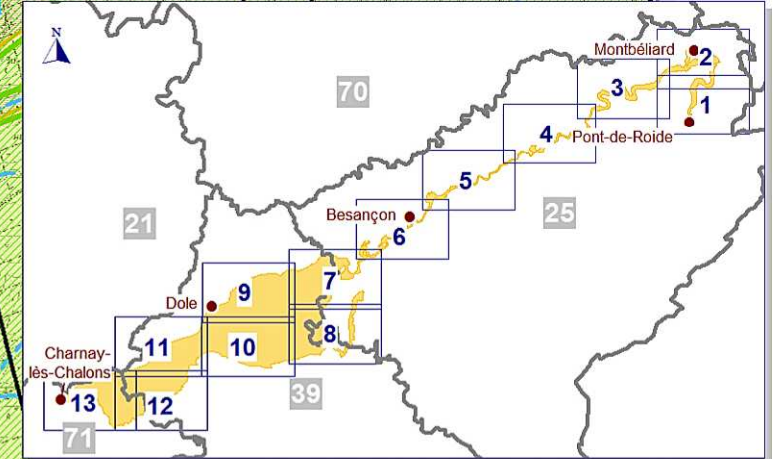 N
Montbéliard
2
3
70
1
4
Pont-de-Roide
5
21
Besançon
25
6
7
9
Dole
8
11
10
Charnay-
lès-Chalons
39
13
12
71